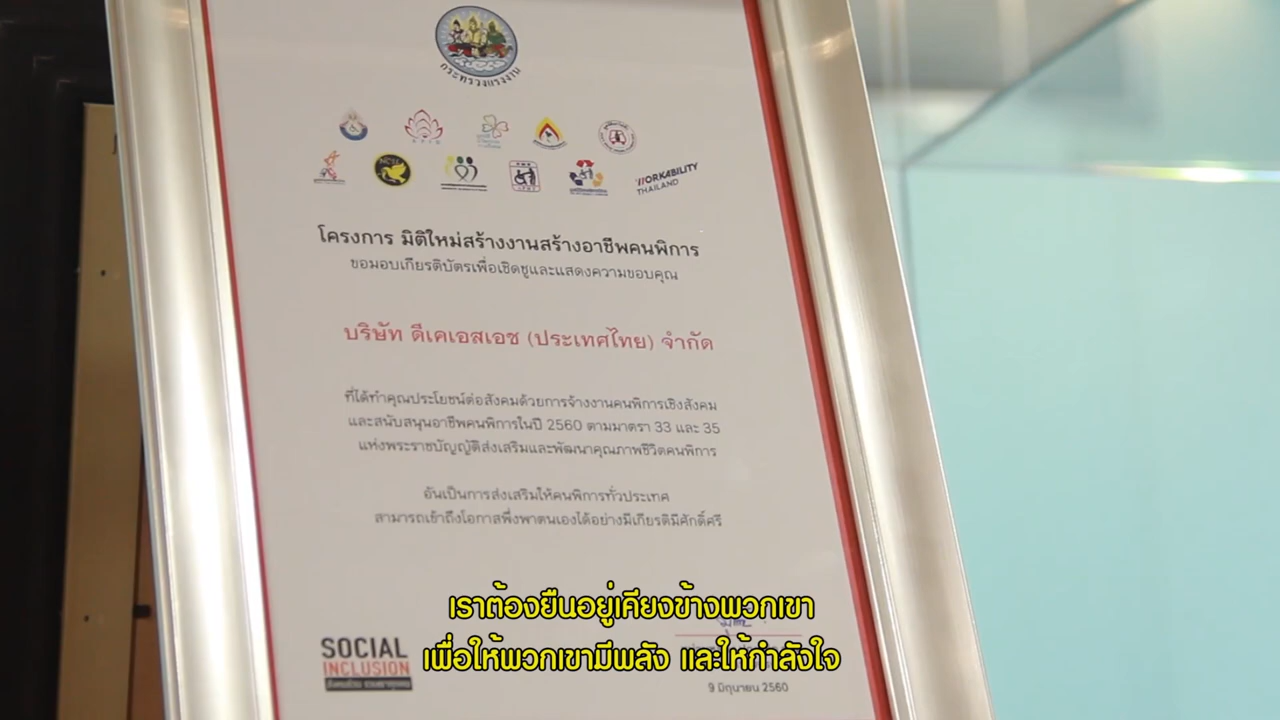 กระทรวงแรงงาน
WORKABILITY
THAILAND
โครงการ มิติใหม่สร้างงานสร้างอาชีพคนพิการ
ขอมอบเกียรติบัตรเพื่อเชิดชูและแสดงความขอบคุณ
บริษัท ดีเคเอสเอช (ประเทศไทย) จำกัด
ที่ได้ทำคุณประโยชน์ต่อสังคมด้วยการจ้างงานคนพิการเชิงสังคม
และสนับสนุนอาชีพคนพิการในปี 2560 ตามมาตรา 33 และ 35
แห่งพระราชบัญญัติส่งเสริมและพัฒนาคุณภาพชีวิตคนพิการ
อันเป็นการส่งเสริมให้คนพิการทั่วประเทศ
สามารถเข้าถึงโอกาสพึ่งพาตนเองได้อย่างมีเกียรติมีศักดิ์ศรี
เราต้องยืนอยู่เคียงข้างพวกเขา
เพื่อให้พวกเขามีพลัง และให้กำลังใจ
SOCIAL
INCLUSION
9 มิถุนายน 2560